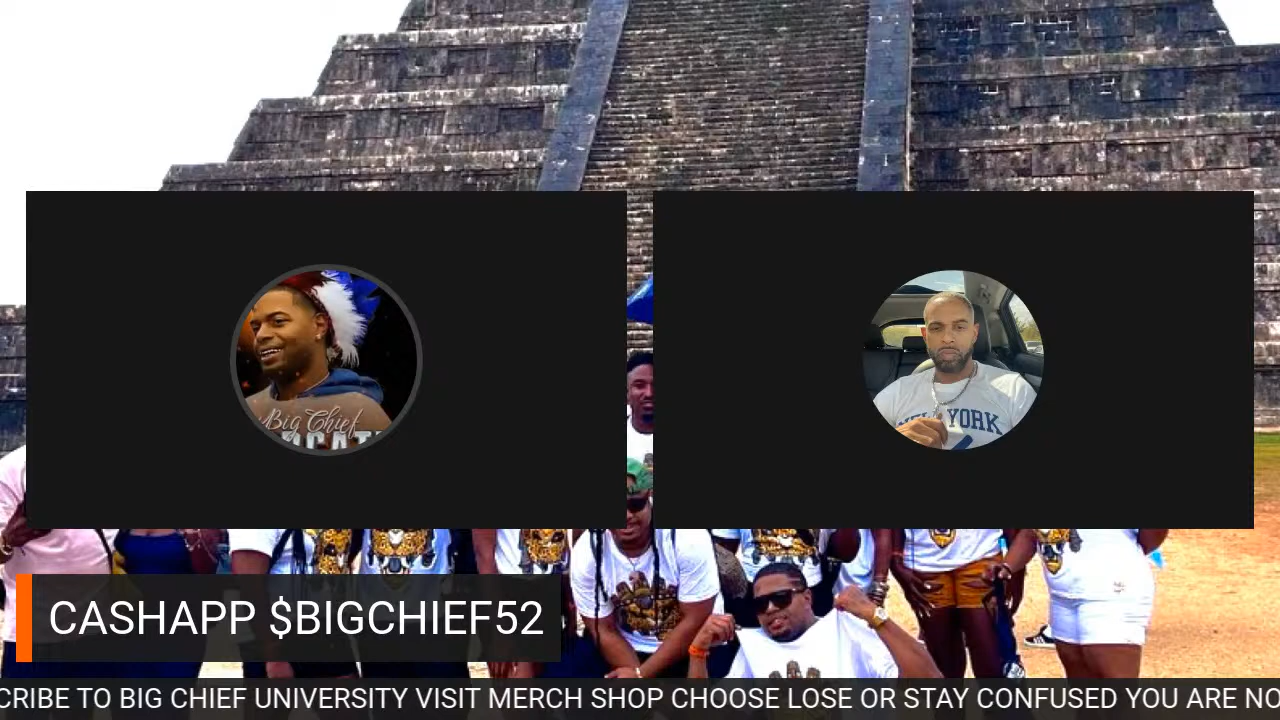 Big Chief
NEW YORK
CASHAPP $BIGCHIEF52
CRIBE TO BIG CHIEF UNIVERSITY VISIT MERCH SHOP CHOOSE LOSE OR STAY CONFUSED YOU ARE NO